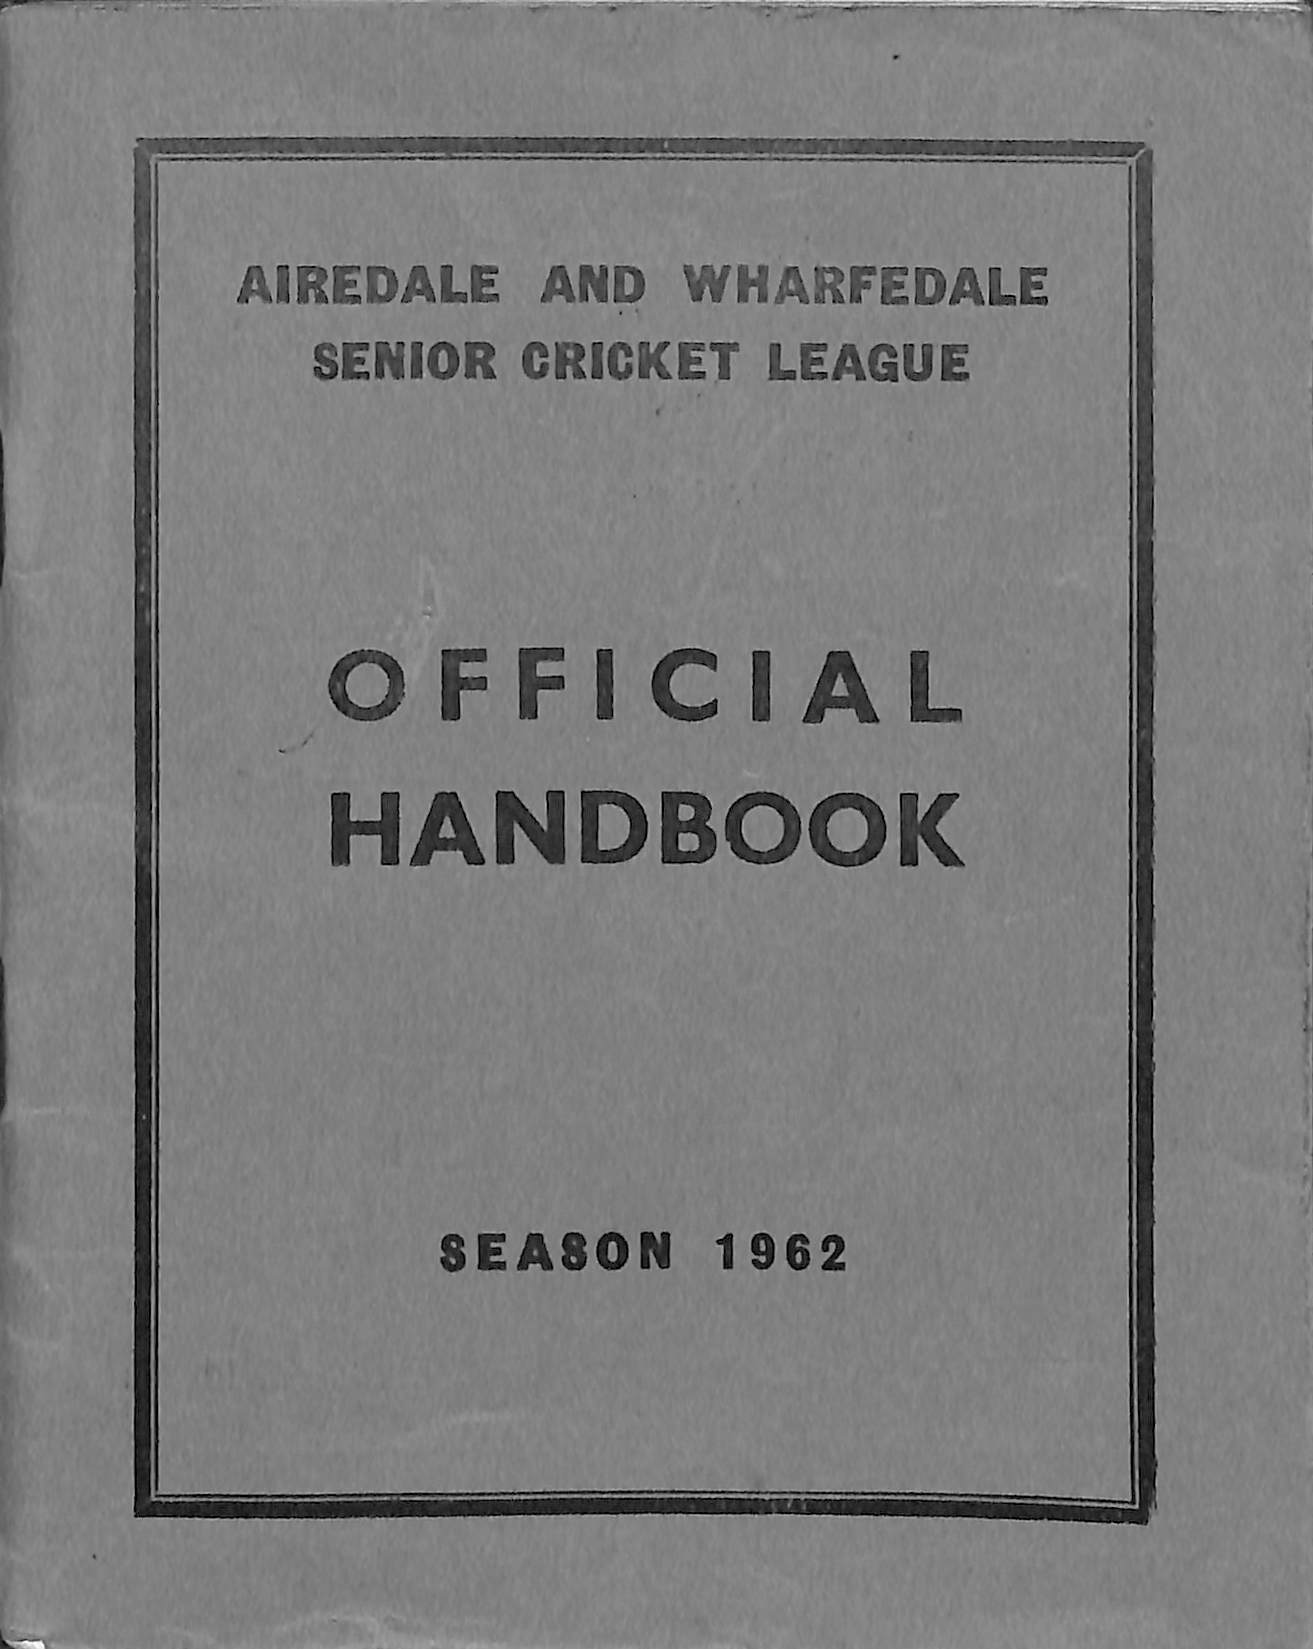 AIREDALE AND WHARFEDALE
SENIOR CRICKET LEAGUE
OFFICIAL
HANDBOOK
SEASON 1962